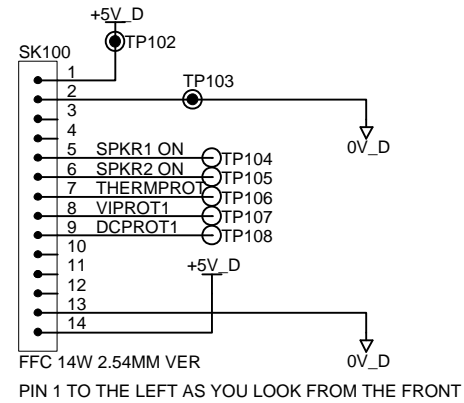 +5V_D
TP102
SK100
1
TP103
2
3
4
0V_D
5 SPKR1 ON TP104
6 SPKR2 ON TP105
7 THERMPROT TP106
8 VIPROT1 TP107
9 DCPROT1 TP108
10
+5V_D
11
12
13
14
FFC 14W 2.54MM VER 0V_D
PIN 1 TO THE LEFT AS YOU LOOK FROM THE FRONT